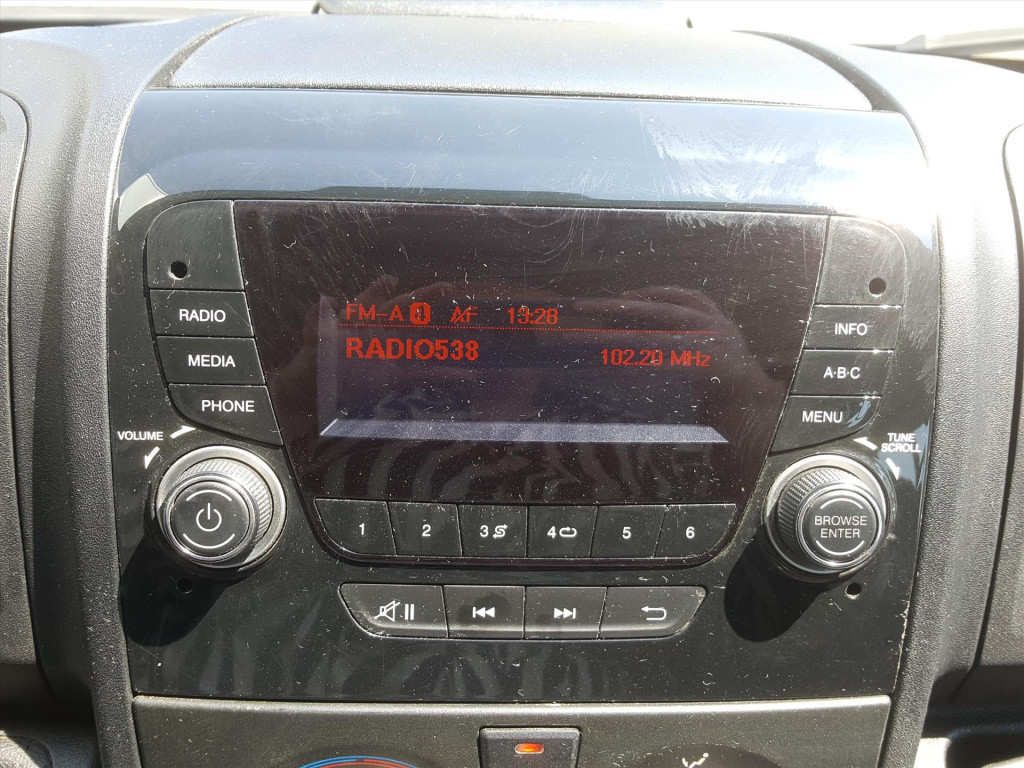 FM-A 1 AF 13:28
RADIO538 102.20 MHz
RADIO
MEDIA
PHONE
VOLUME
INFO
A·B·C
MENU
TUNE
SCROLL
BROWSE
ENTER
1 2 3 4 5 6